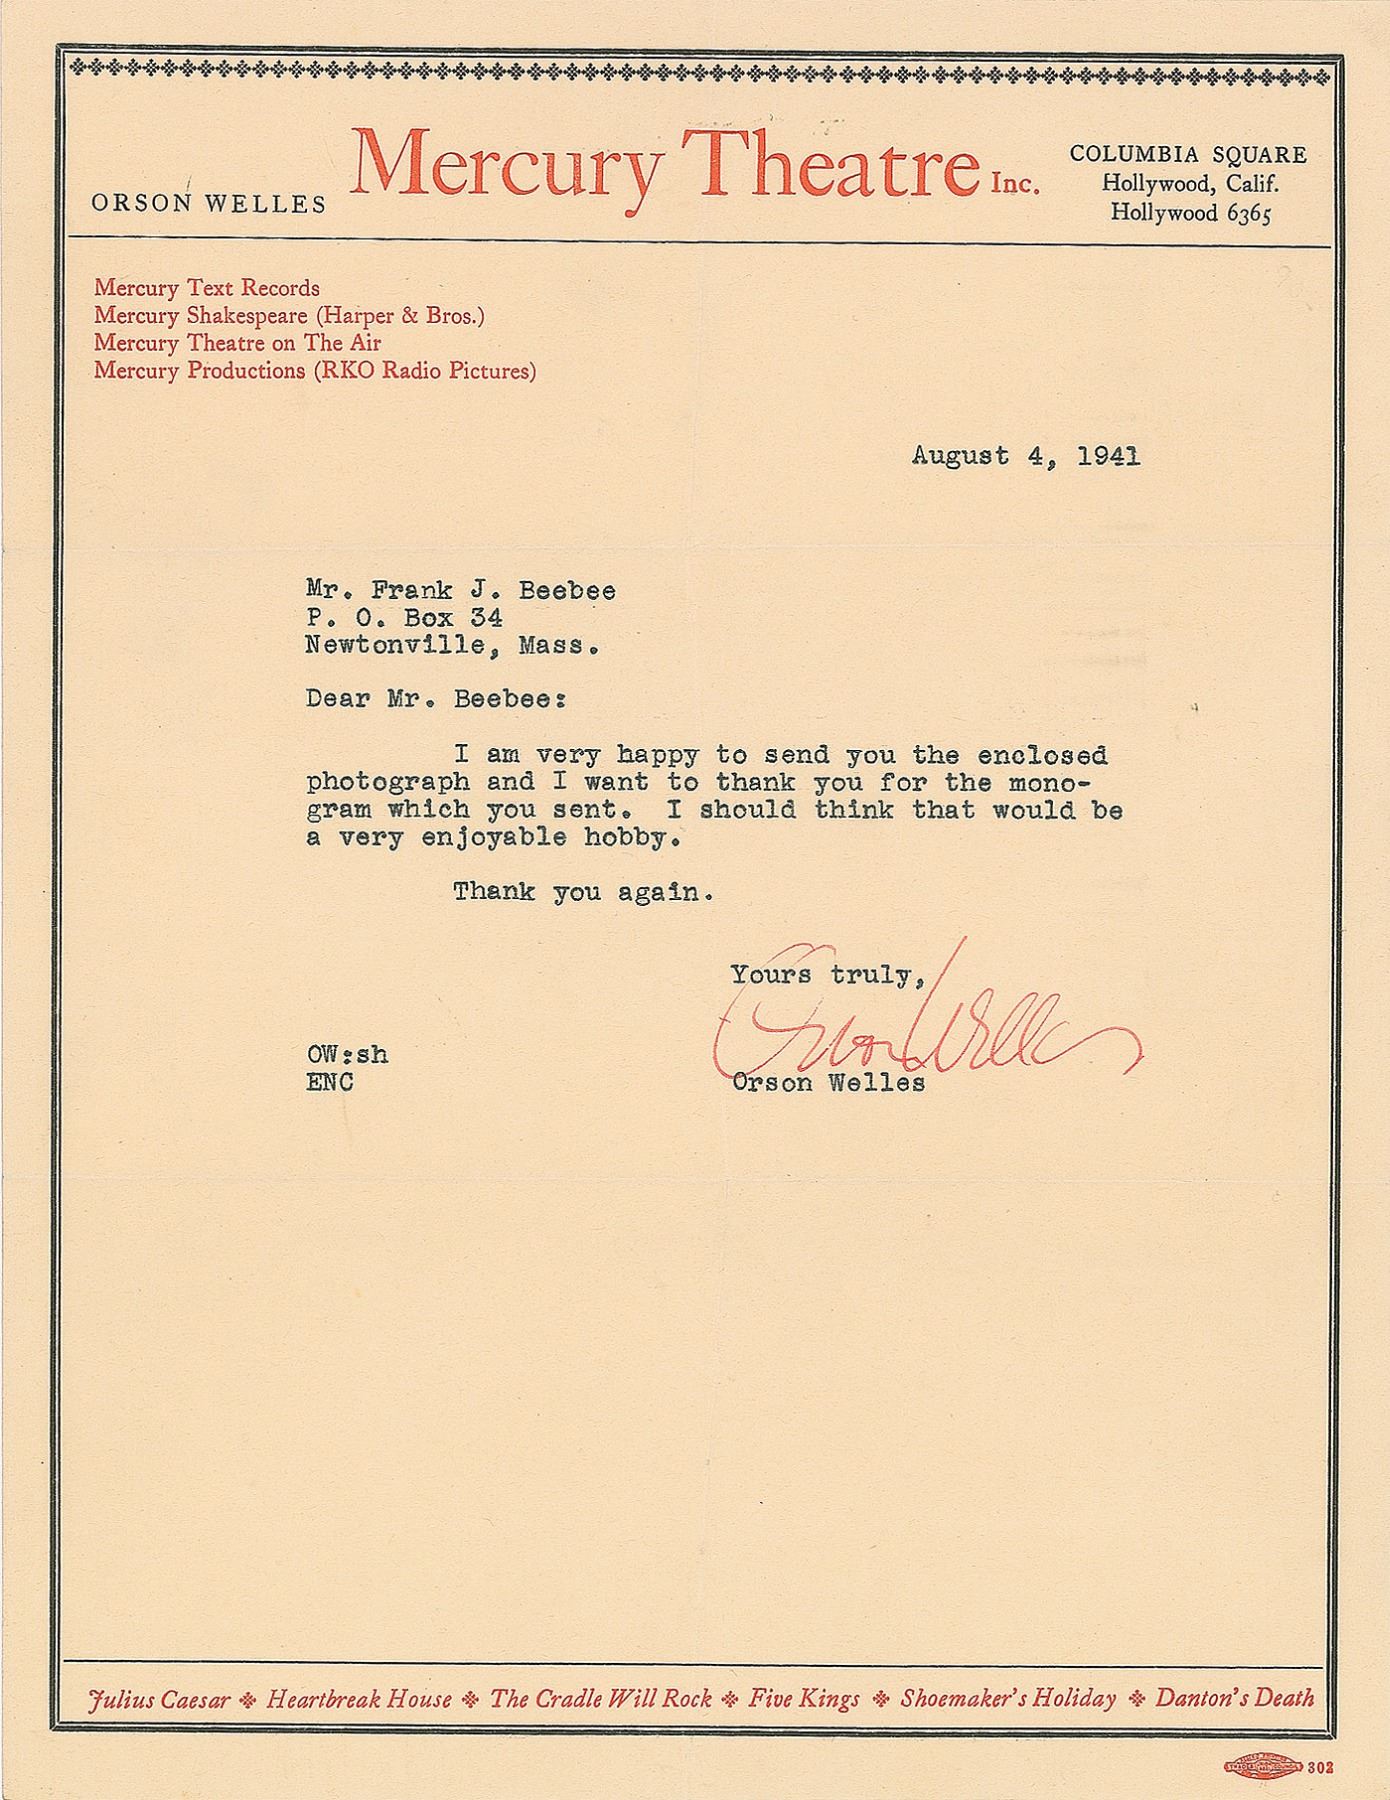 Mercury Theatre Inc.
ORSON WELLES
COLUMBIA SQUARE
Hollywood, Calif.
Hollywood 6365
Mercury Text Records
Mercury Shakespeare (Harper & Bros.)
Mercury Theatre on The Air
Mercury Productions (RKO Radio Pictures)
August 4, 1941
Mr. Frank J. Beebee
P. O. Box 34
Newtonville, Mass.
Dear Mr. Beebee:
I am very happy to send you the enclosed
photograph and I want to thank you for the mono-
gram which you sent. I should think that would be
a very enjoyable hobby.
Thank you again.
Yours truly,
Orson Welles
OW:sh
ENC
Orson Welles
Julius Caesar ❖ Heartbreak House ❖ The Cradle Will Rock ❖ Five Kings ❖ Shoemaker's Holiday ❖ Danton's Death
302